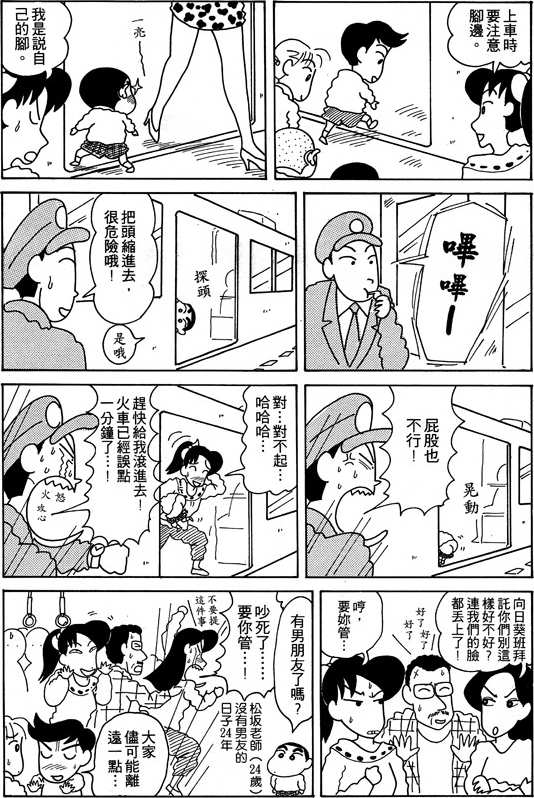 上車時
要注意
腳邊。
一亮
我是說自
己的腳。
嗶
嗶
ー
探頭
把頭縮進去，
很危險哦！
是哦
屁股也
不行！
晃動
對…對不起…
哈哈哈…
趕快給我滾進去！
火車已經誤點
一分鐘了…！
怒
火
攻
心
向日葵班拜
託你們別這
樣好不好？
連我們的臉
都丟上了！
好了好了
好了
哼，
要妳管…
有男朋友了嗎？
吵死了……
要你管…！
不要提
這件事
松坂老師（24歲）
沒有男友的
日子24年
大家
儘可能離
遠一點…